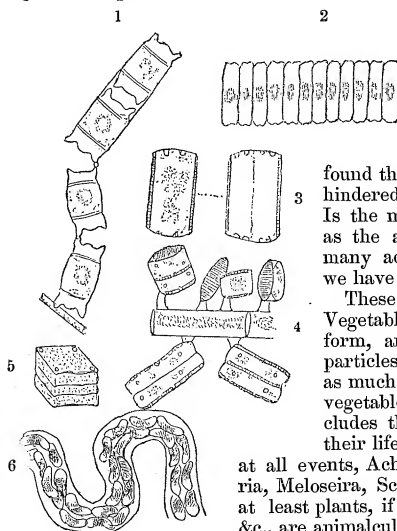 1 2
found th
hindered
Is the m
as the a
3
many ac
we have
These
Vegetabl
4
form, an
particles
as much
5
vegetable
cludes th
their life
6
at all events, Ach
ria, Meloseira, Sc
at least plants, if
&c., are animalcul